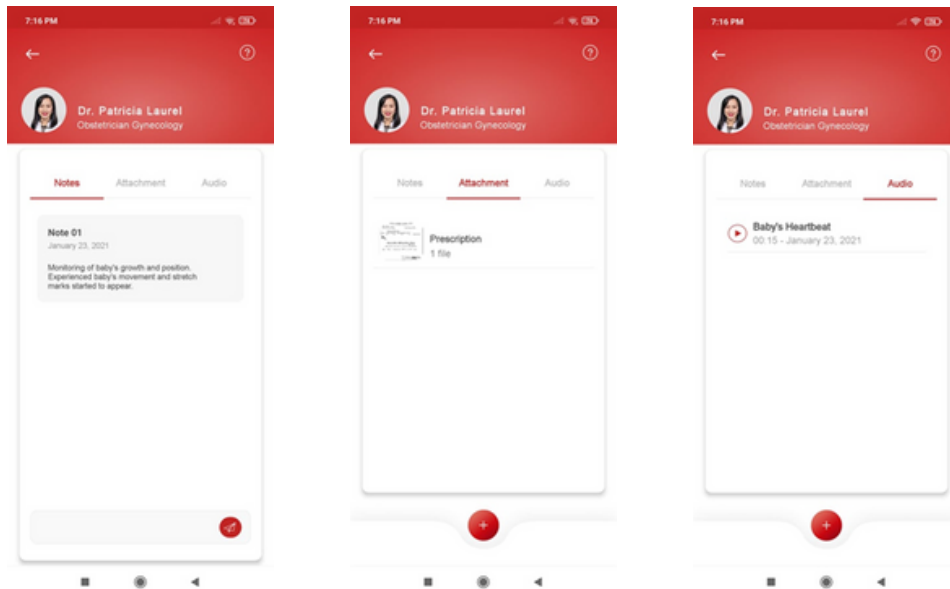 7:16 PM
Dr. Patricia Laurel
Obstetrician Gynecology
Notes Attachment Audio
Note 01
January 23, 2021
Monitoring of baby's growth and position.
Experienced baby's movement and stretch
marks started to appear.
7:16 PM
Dr. Patricia Laurel
Obstetrician Gynecology
Notes Attachment Audio
Prescription
1 file
7:16 PM
Dr. Patricia Laurel
Obstetrician Gynecology
Notes Attachment Audio
Baby's Heartbeat
00:15 - January 23, 2021